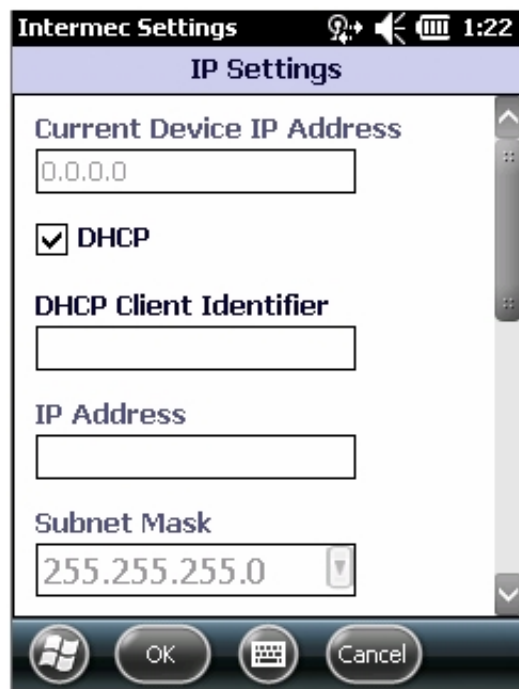 Intermec Settings 1:22
IP Settings
Current Device IP Address
0.0.0.0
DHCP
DHCP Client Identifier
IP Address
Subnet Mask
255.255.255.0
OK Cancel